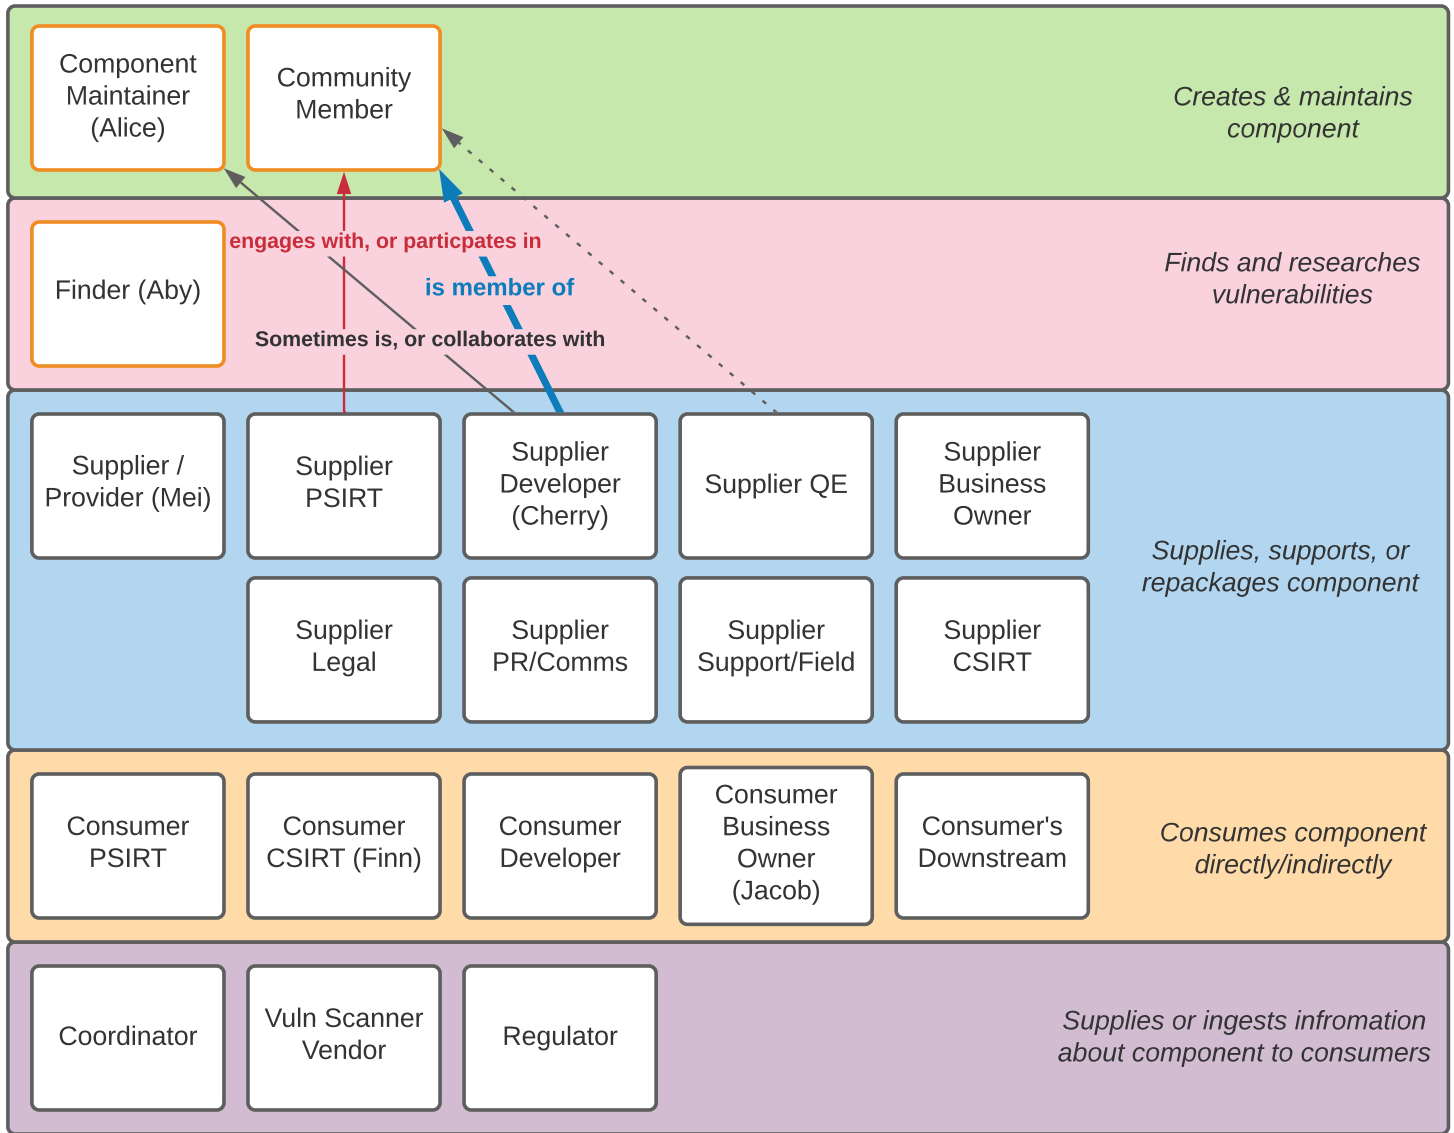 Component
Maintainer
(Alice)
Community
Member
Creates & maintains
component
Finder (Aby)
engages with, or particpates in
is member of
Sometimes is, or collaborates with
Finds and researches
vulnerabilities
Supplier /
Provider (Mei)
Supplier
PSIRT
Supplier
Developer
(Cherry)
Supplier QE
Supplier
Business
Owner
Supplies, supports, or
repackages component
Supplier
Legal
Supplier
PR/Comms
Supplier
Support/Field
Supplier
CSIRT
Consumer
PSIRT
Consumer
CSIRT (Finn)
Consumer
Developer
Consumer
Business
Owner
(Jacob)
Consumer's
Downstream
Consumes component
directly/indirectly
Coordinator
Vuln Scanner
Vendor
Regulator
Supplies or ingests infromation
about component to consumers